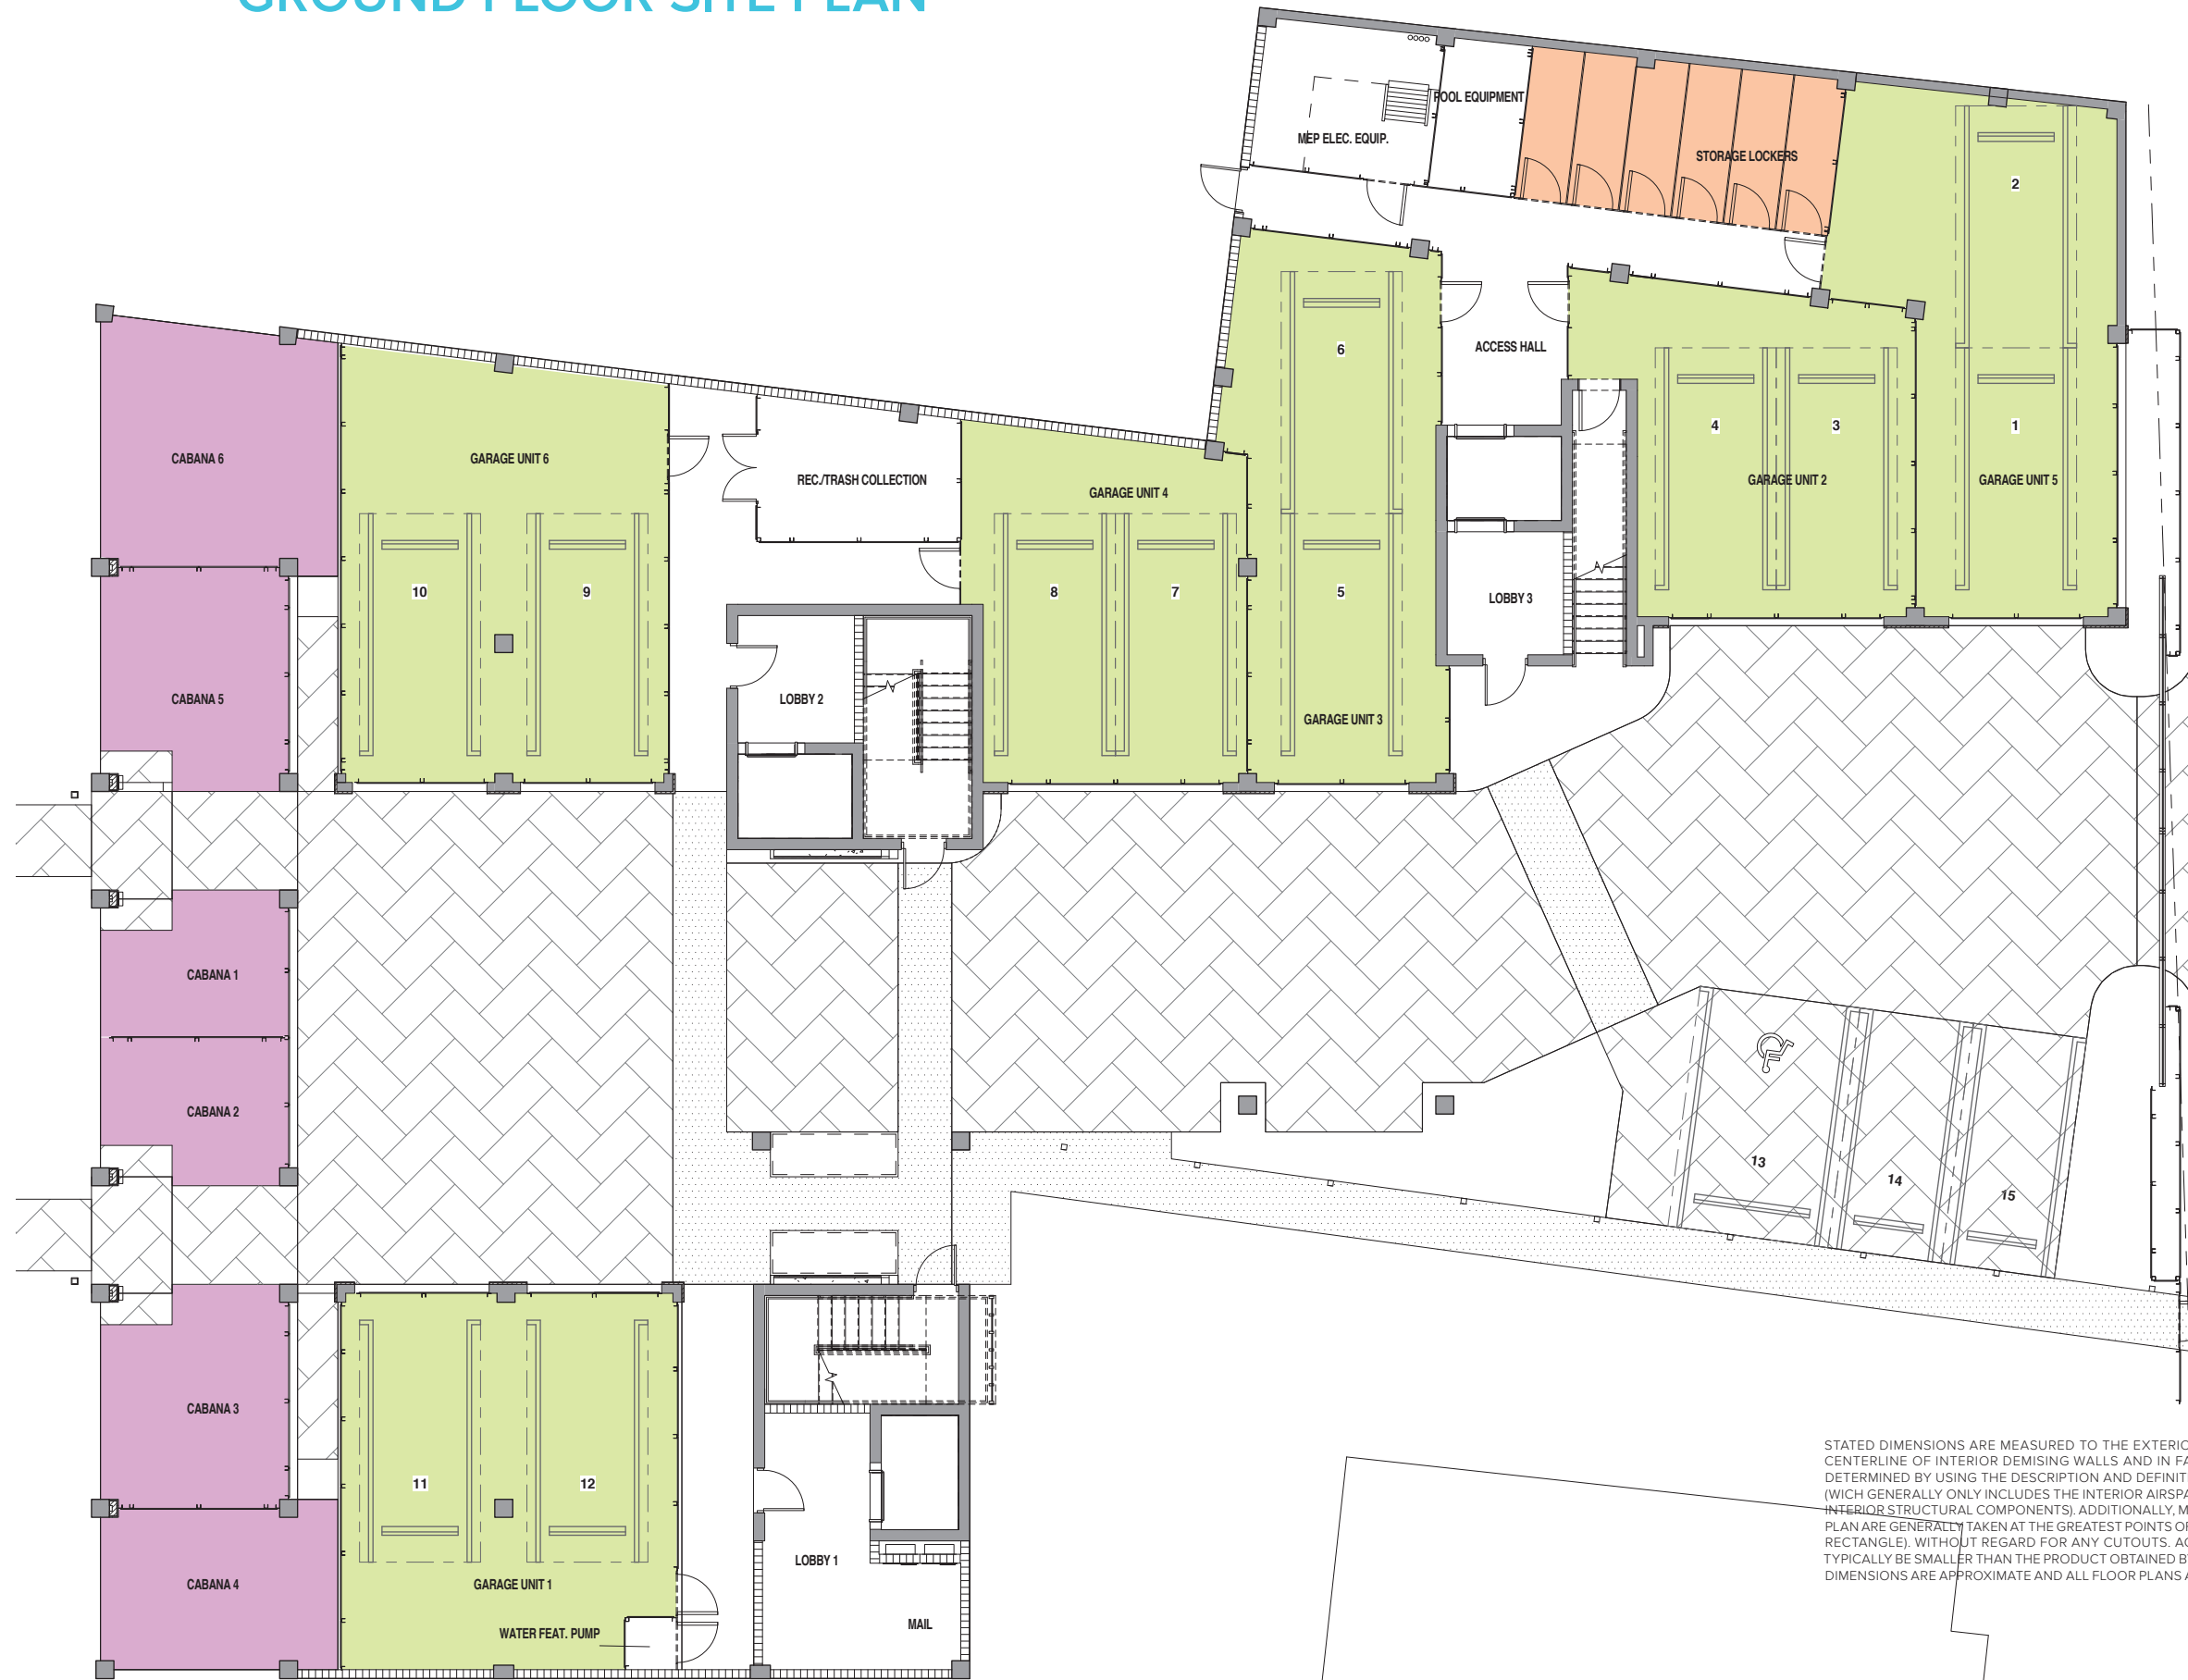 GROUND FLOOR SITE PLAN
POOL EQUIPMENT
MEP ELEC. EQUIP.
STORAGE LOCKERS
2
6
ACCESS HALL
4
3
1
CABANA 6
GARAGE UNIT 6
REC./TRASH COLLECTION
GARAGE UNIT 4
GARAGE UNIT 2
GARAGE UNIT 5
10
9
8
7
5
LOBBY 3
CABANA 5
LOBBY 2
GARAGE UNIT 3
CABANA 1
CABANA 2
13
14
15
CABANA 3
11
12
CABANA 4
GARAGE UNIT 1
LOBBY 1
WATER FEAT. PUMP
MAIL
STATED DIMENSIONS ARE MEASURED TO THE EXTERIO
CENTERLINE OF INTERIOR DEMISING WALLS AND IN FA
DETERMINED BY USING THE DESCRIPTION AND DEFINIT
(WICH GENERALLY ONLY INCLUDES THE INTERIOR AIRSPA
INTERIOR STRUCTURAL COMPONENTS). ADDITIONALLY, M
PLAN ARE GENERALLY TAKEN AT THE GREATEST POINTS OF
RECTANGLE). WITHOUT REGARD FOR ANY CUTOUTS. AC
TYPICALLY BE SMALLER THAN THE PRODUCT OBTAINED B
DIMENSIONS ARE APPROXIMATE AND ALL FLOOR PLANS A